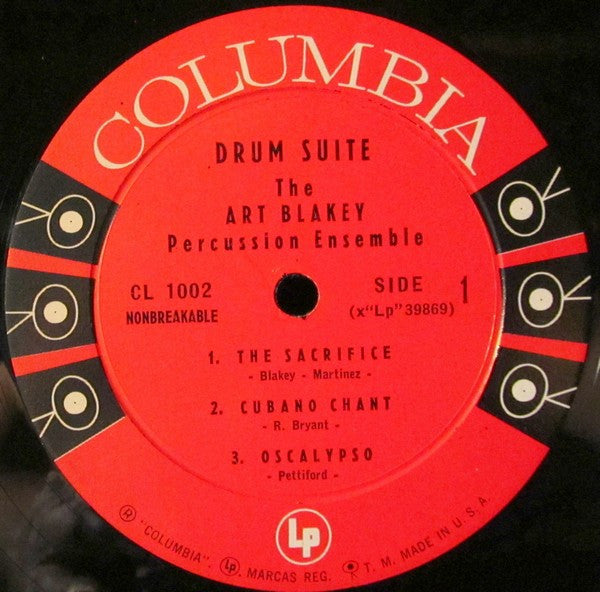 COLUMBIA
DRUM SUITE
The
ART BLAKEY
Percussion Ensemble
CL 1002
NONBREAKABLE
SIDE 1
(x"Lp"39869)
1. THE SACRIFICE
- Blakey - Martinez -
2. CUBANO CHANT
- R. Bryant -
3. OSCALYPSO
- Pettiford -
Lp
® "COLUMBIA". Lp. MARCAS REG. T. M. MADE IN U. S. A.